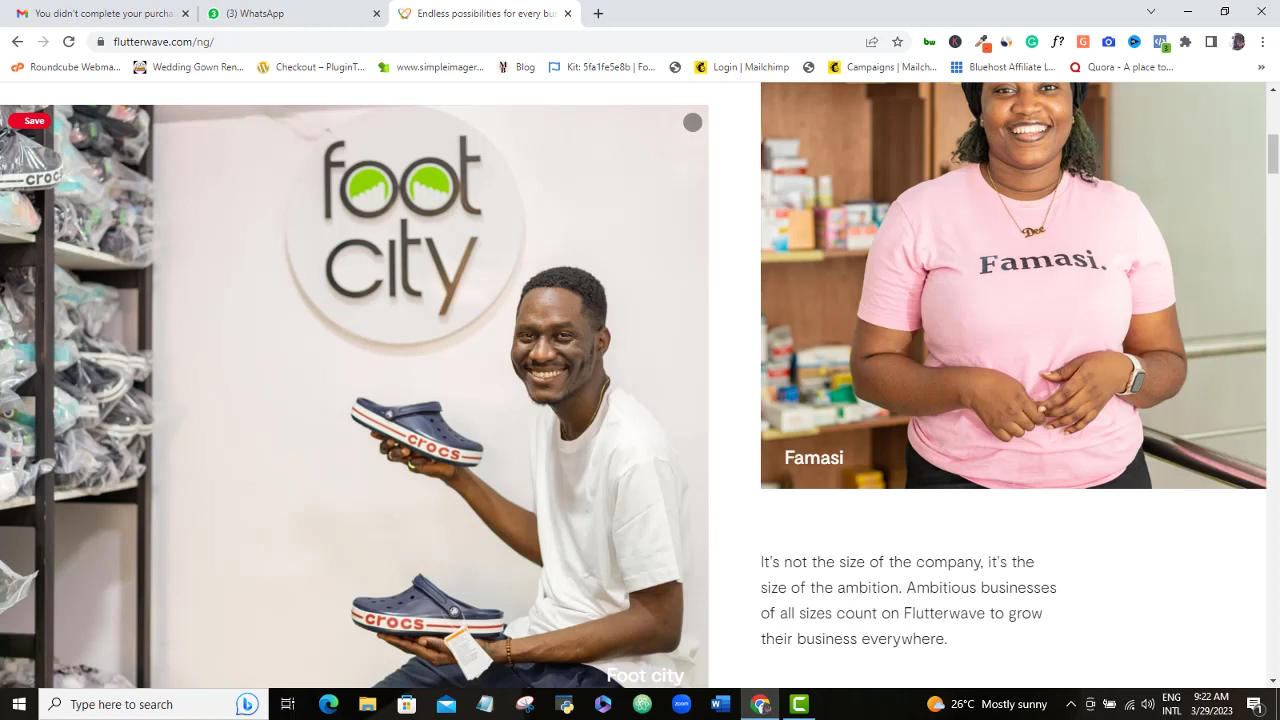 You didn't complete your purcha
(3) WhatsApp
Endless possibilities for every bus
flutterwave.com/ng/
Roundcube Webma...
Wedding Gown Ren...
Checkout – PluginT...
www.simpleimager...
Blog
Kit: 5fa1fe5e8b | Fo...
Login | Mailchimp
Campaigns | Mailch...
Bluehost Affiliate L...
Quora - A place to...
»
Save
foot
city
crocs
crocs
crocs
Foot city
Dee
Famasi.
Famasi
It's not the size of the company, it's the
size of the ambition. Ambitious businesses
of all sizes count on Flutterwave to grow
their business everywhere.
Type here to search
26°C Mostly sunny
ENG
INTL
9:22 AM
3/29/2023